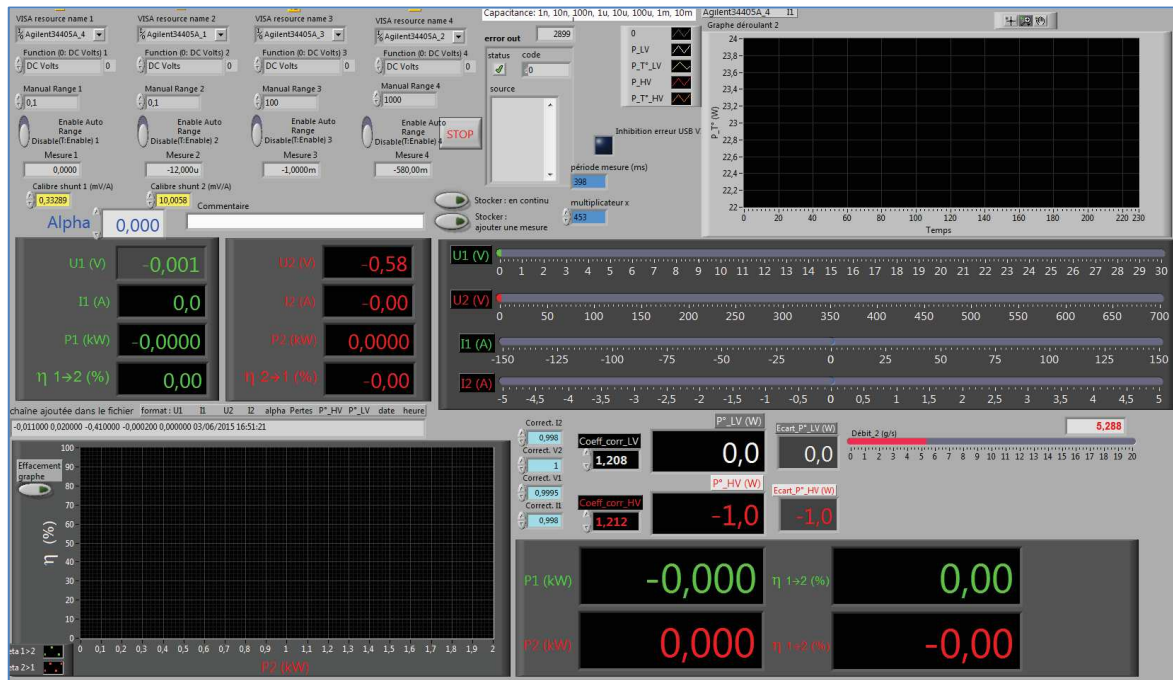 VISA resource name 1 VISA resource name 2 VISA resource name 3 VISA resource name 4
Agilent34405A_4 Agilent34405A_1 Agilent34405A_3 Agilent34405A_2
Function (0: DC Volts) 1 Function (0: DC Volts) 2 Function (0: DC Volts) 3 Function (0: DC Volts) 4
DC Volts 0 DC Volts 0 DC Volts 0 DC Volts 0
Manual Range 1 Manual Range 2 Manual Range 3 Manual Range 4
0,1 0,1 100 1000
Enable Auto Range Enable Auto Range Enable Auto Range Enable Auto Range
Disable(T:Enable) 1 Disable(T:Enable) 2 Disable(T:Enable) 3 Disable(T:Enable) 4
Mesure 1 Mesure 2 Mesure 3 Mesure 4
0,0000 -12,000u -1,0000m -580,00m
Calibre shunt 1 (mV/A) Calibre shunt 2 (mV/A)
0,33289 10,0058
Alpha 0,000
Commentaire
STOP
Capacitance: 1n, 10n, 100n, 1u, 10u, 100u, 1m, 10m
error out 2899
status code
0
source
0
P_LV
P_T°_LV
P_HV
P_T°_HV
Inhibition erreur USB V
période mesure (ms)
398
multiplicateur x
453
Stocker : en continu
Stocker :
ajouter une mesure
Agilent34405A_4 I1
Graphe déroulant 2
P_T° (W)
24
23,8
23,6
23,4
23,2
23
22,8
22,6
22,4
22,2
22
0 20 40 60 80 100 120 140 160 180 200 220 230
Temps
U1 (V) -0,001
I1 (A) 0,0
P1 (kW) -0,0000
η 1→2 (%) 0,00
U2 (V) -0,58
I2 (A) -0,00
P2 (kW) 0,0000
η 2→1 (%) -0,00
U1 (V)
0 1 2 3 4 5 6 7 8 9 10 11 12 13 14 15 16 17 18 19 20 21 22 23 24 25 26 27 28 29 30
U2 (V)
0 50 100 150 200 250 300 350 400 450 500 550 600 650 700
I1 (A)
-150 -125 -100 -75 -50 -25 0 25 50 75 100 125 150
I2 (A)
-5 -4,5 -4 -3,5 -3 -2,5 -2 -1,5 -1 -0,5 0 0,5 1 1,5 2 2,5 3 3,5 4 4,5 5
chaîne ajoutée dans le fichier format : U1 I1 U2 I2 alpha Pertes P°_HV P°_LV date heure
-0,011000 0,020000 -0,410000 -0,000200 0,000000 03/06/2015 16:51:21
Effacement
graphe
η (%)
100
90
80
70
60
50
40
30
20
10
0
0 0,1 0,2 0,3 0,4 0,5 0,6 0,7 0,8 0,9 1 1,1 1,2 1,3 1,4 1,5 1,6 1,7 1,8 1,9 2
P2 (kW)
eta 1>2
eta 2>1
Correct. I2
0,998
Correct. V2
1
Correct. V1
0,9995
Correct. I1
0,998
Coeff_corr_LV
1,208
Coeff_corr_HV
1,212
P°_LV (W)
0,0
P°_HV (W)
-1,0
Ecart_P°_LV (W)
0,0
Ecart_P°_HV (W)
-1,0
Débit_2 (g/s) 5,288
0 1 2 3 4 5 6 7 8 9 10 11 12 13 14 15 16 17 18 19 20
P1 (kW) -0,000 η 1→2 (%) 0,00
P2 (kW) 0,000 η 1→2 (%) -0,00